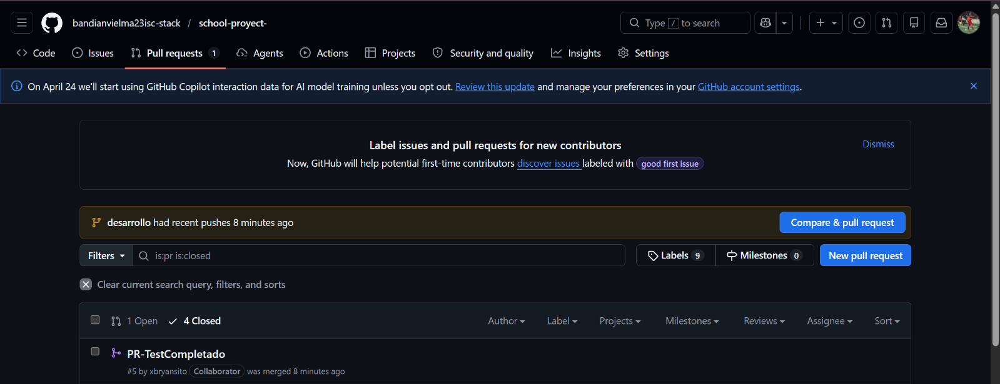 bandianvielma23isc-stack / school-proyect-
Type / to search
Code Issues Pull requests 1 Agents Actions Projects Security and quality Insights Settings
On April 24 we'll start using GitHub Copilot interaction data for AI model training unless you opt out. Review this update and manage your preferences in your GitHub account settings.
Label issues and pull requests for new contributors
Dismiss
Now, GitHub will help potential first-time contributors discover issues labeled with good first issue
desarrollo had recent pushes 8 minutes ago
Compare & pull request
Filters is:pr is:closed Labels 9 Milestones 0 New pull request
Clear current search query, filters, and sorts
1 Open 4 Closed Author Label Projects Milestones Reviews Assignee Sort
PR-TestCompletado
#5 by xbryansito Collaborator was merged 8 minutes ago